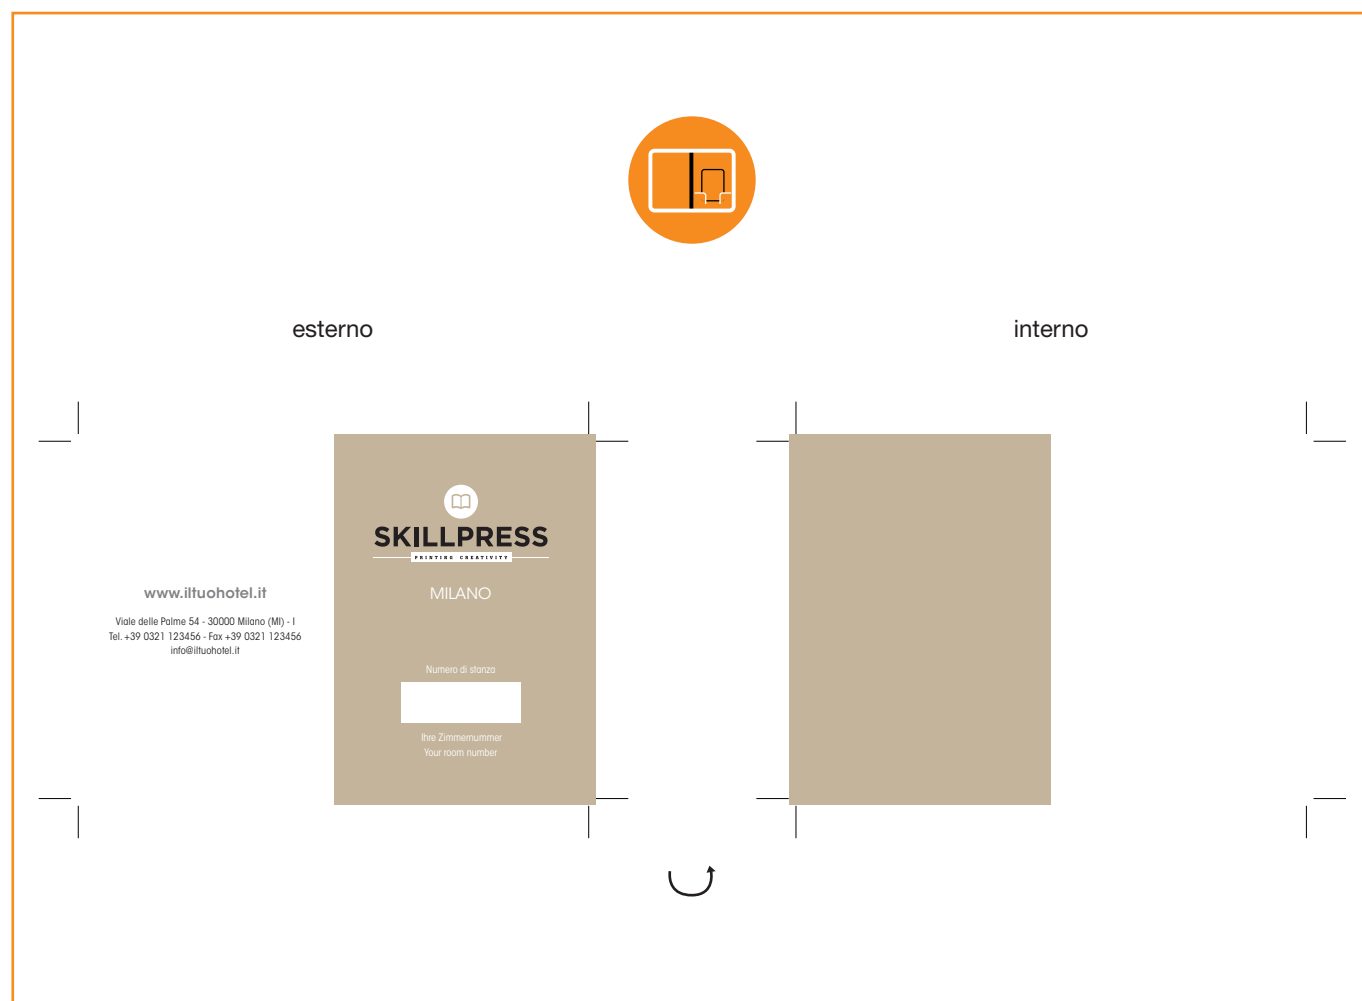 esterno
interno
SKILLPRESS
PRINTING CREATIVITY
MILANO
www.iltuohotel.it
Viale delle Palme 54 - 30000 Milano (MI) - I
Tel. +39 0321 123456 - Fax +39 0321 123456
info@iltuohotel.it
Numero di stanza
Ihre Zimmernummer
Your room number